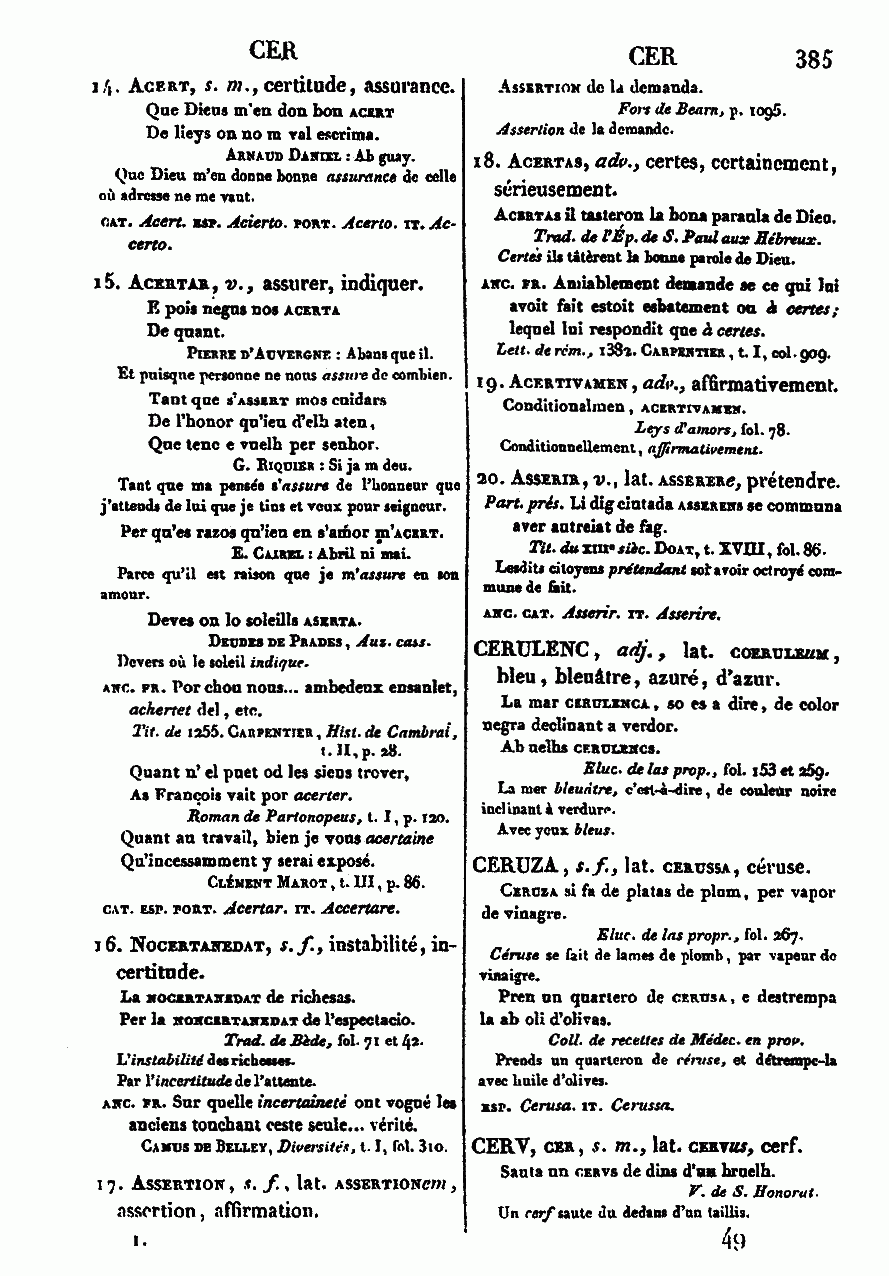 CER
CER 385
14. Acert, s. m., certitude, assurance.
Que Dieus m'en don bon acert
De lieys on no m val escrima.
Arnaud Daniel : Ab guay.
Que Dieu m'en donne bonne assurance de celle
où adresse ne me vaut.
cat. Acert. esp. Acierto. port. Acerto. it. Ac-
certo.
15. Acertar, v., assurer, indiquer.
E pois negus nos acerta
De quant.
Pierre d'Auvergne : Abans que il.
Et puisque personne ne nous assure de combien.
Tant que s'assert mos cuidars
De l'honor qu'ieu d'elh aten,
Que tenc e vuelh per senhor.
G. Riquier : Si ja m deu.
Tant que ma pensée s'assure de l'honneur que
j'attends de lui que je tins et veux pour seigneur.
Per qu'es razos qu'ieu en s'amor m'acert.
E. Cairel : Abril ni mai.
Parce qu'il est raison que je m'assure en son
amour.
Deves on lo soleills aserta.
Deudes de Prades, Aus. cass.
Devers où le soleil indique.
anc. fr. Por chou nous... ambedeux ensanlet,
achertet del, etc.
Tit. de 1255. Carpentier, Hist. de Cambrai,
t. II, p. 28.
Quant n' el puet od les siens trover,
As François vait por acerter.
Roman de Partonopeus, t. I, p. 120.
Quant au travail, bien je vous acertaine
Qu'incessamment y serai exposé.
Clément Marot, t. III, p. 86.
cat. esp. port. Acertar. it. Accertare.
16. Nocertanedat, s. f., instabilité, in-
certitude.
La nocertanedat de richesas.
Per la noncertanedat de l'espectacio.
Trad. de Bède, fol. 71 et 42.
L'instabilité des richesses.
Par l'incertitude de l'attente.
anc. fr. Sur quelle incertaineté ont vogué les
anciens touchant ceste seule... vérité.
Camus de Belley, Diversités, t. I, fol. 310.
17. Assertion, s. f., lat. assertionem,
assertion, affirmation.
1.
Assertion de la demanda.
Fors de Bearn, p. 1095.
Assertion de la demande.
18. Acertas, adv., certes, certainement,
sérieusement.
Acertas il tasteron la bona paraula de Dieo.
Trad. de l'Ép. de S. Paul aux Hébreux.
Certes ils tâtèrent la bonne parole de Dieu.
anc. fr. Amiablement demande se ce qui lui
avoit fait estoit esbatement ou à certes;
lequel lui respondit que à certes.
Lett. de rém., 1382. Carpentier, t. I, col. 909.
19. Acertivamen, adv., affirmativement.
Conditionalmen, acertivamen.
Leys d'amors, fol. 78.
Conditionnellement, affirmativement.
20. Asserir, v., lat. asserere, prétendre.
Part. prés. Li dig ciutada asserens se communa
aver autreiat de fag.
Tit. du xiiie sièc. Doat, t. XVIII, fol. 86.
Lesdits citoyens prétendant soi avoir octroyé com-
mune de fait.
anc. cat. Asserir. it. Asserire.
CERULENC, adj., lat. coeruleum,
bleu, bleuâtre, azuré, d'azur.
La mar cerulenca, so es a dire, de color
negra declinant a verdor.
Ab uelhs cerulencs.
Eluc. de las prop., fol. 153 et 259.
La mer bleuâtre, c'est-à-dire, de couleur noire
inclinant à verdure.
Avec yeux bleus.
CERUZA, s. f., lat. cerussa, céruse.
Ceruza si fa de platas de plom, per vapor
de vinagre.
Eluc. de las propr., fol. 267.
Céruse se fait de lames de plomb, par vapeur de
vinaigre.
Pren un quartero de cerusa, e destrempa
la ab oli d'olivas.
Coll. de recettes de Médec. en prov.
Prends un quarteron de céruse, et détrempe-la
avec huile d'olives.
esp. Cerusa. it. Cerussa.
CERV, cer, s. m., lat. cervus, cerf.
Sauta un cervs de dins d'un bruelh.
V. de S. Honorat.
Un cerf saute du dedans d'un taillis.
49